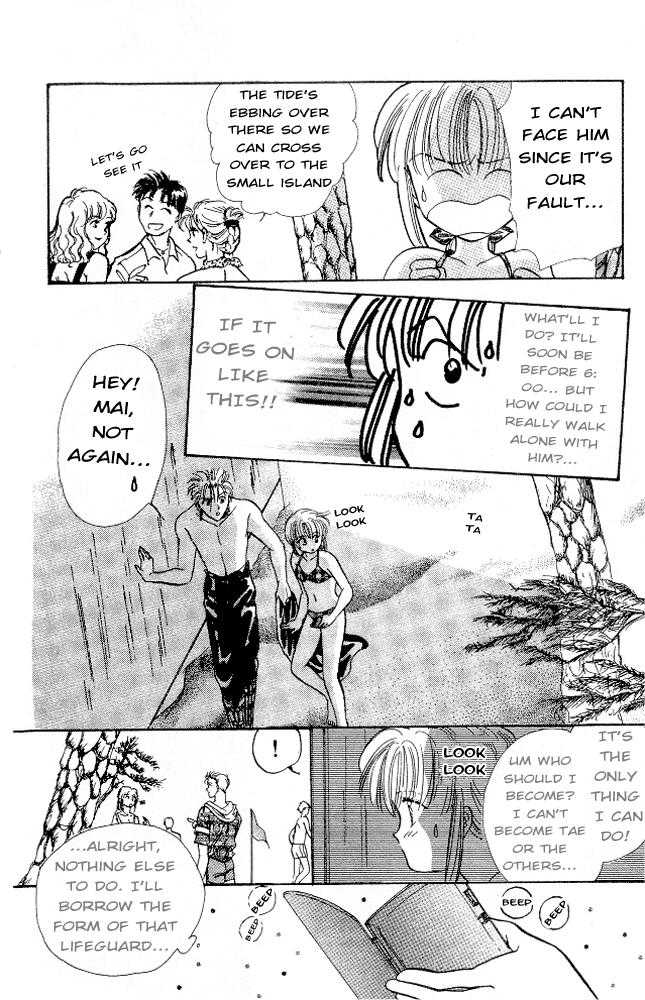 I CAN'T
FACE HIM
SINCE IT'S
OUR
FAULT...
THE TIDE'S
EBBING OVER
THERE SO WE
CAN CROSS
OVER TO THE
SMALL ISLAND
LET'S GO
SEE IT
WHAT'LL I
DO? IT'LL
SOON BE
BEFORE 6:
00... BUT
HOW COULD I
REALLY WALK
ALONE WITH
HIM?...
IF IT
GOES ON
LIKE
THIS!!
HEY!
MAI,
NOT
AGAIN...
LOOK
LOOK
TA
TA
IT'S
THE
ONLY
THING
I CAN
DO!
UM WHO
SHOULD I
BECOME?
I CAN'T
BECOME TAE
OR THE
OTHERS...
LOOK
LOOK
!
...ALRIGHT,
NOTHING ELSE
TO DO. I'LL
BORROW THE
FORM OF THAT
LIFEGUARD...
BEEP
BEEP
BEEP
BEEP